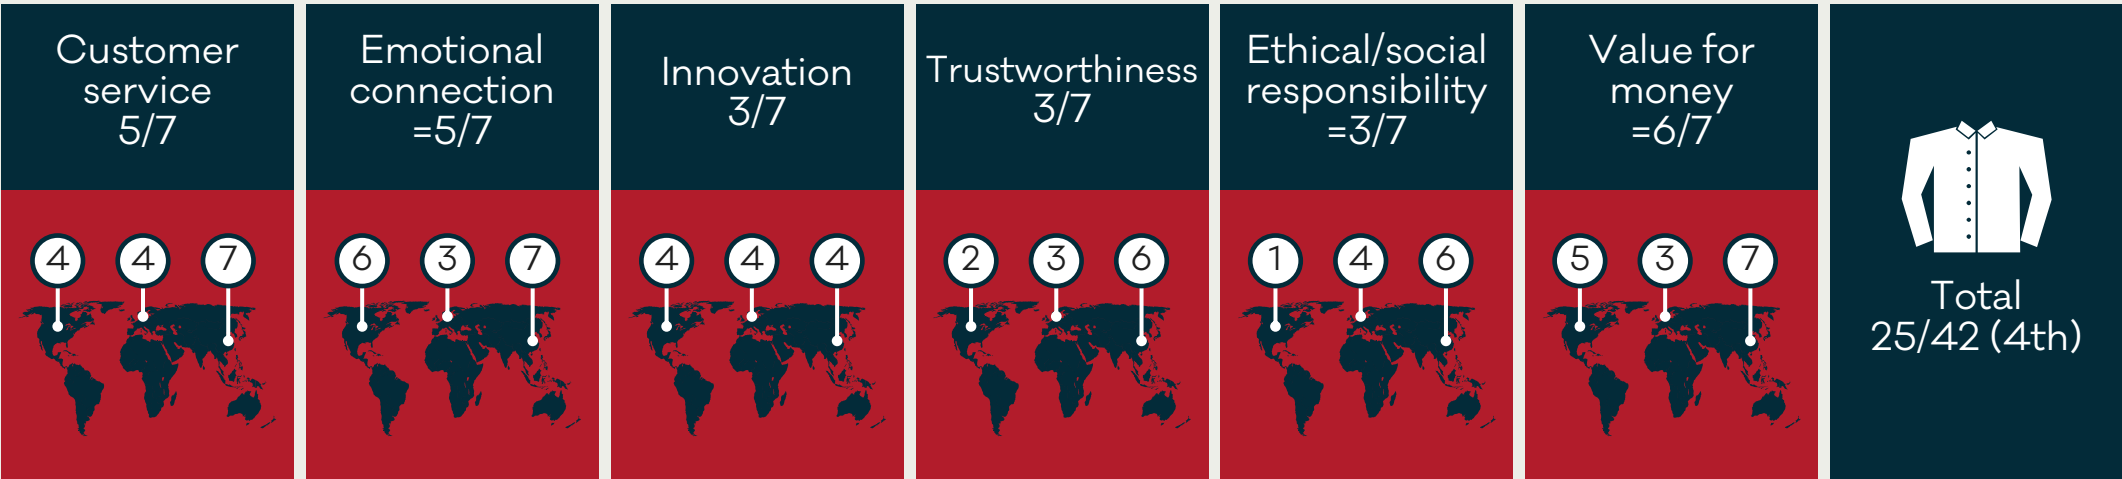 Customer
service
5/7
4 4 7
Emotional
connection
=5/7
6 3 7
Innovation
3/7
4 4 4
Trustworthiness
3/7
2 3 6
Ethical/social
responsibility
=3/7
1 4 6
Value for
money
=6/7
5 3 7
Total
25/42 (4th)